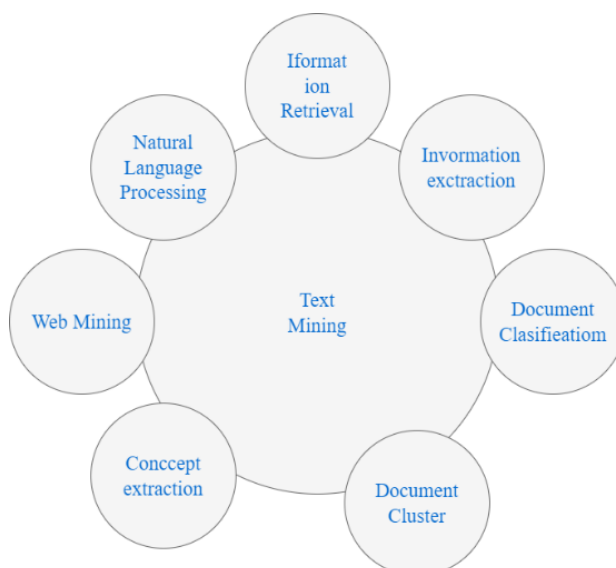 Iformat
ion
Retrieval
Natural
Language
Processing
Invormation
exctraction
Web Mining
Text
Mining
Document
Clasifieatiom
Conccept
extraction
Document
Cluster